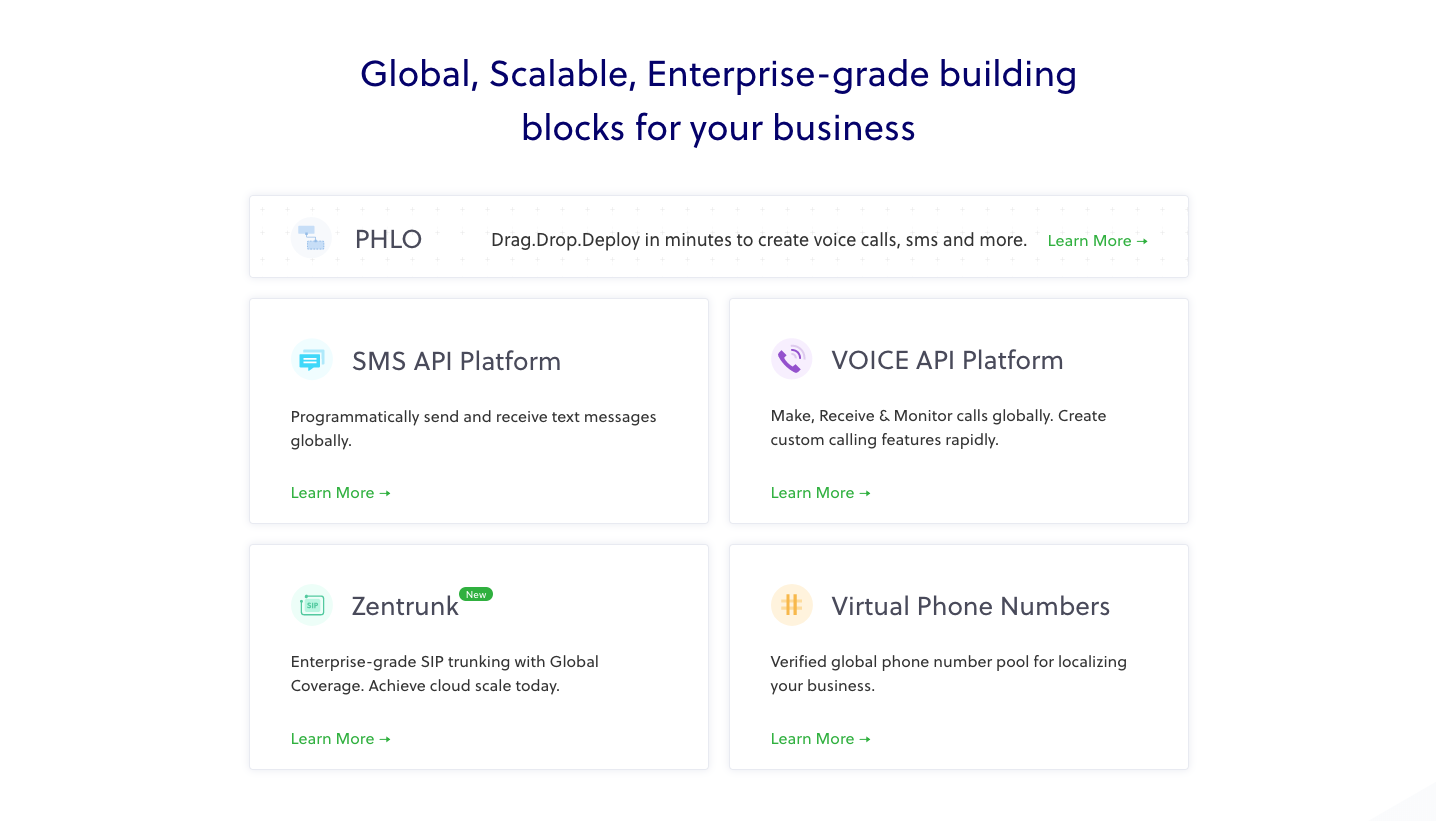 Global, Scalable, Enterprise-grade building
blocks for your business
PHLO
Drag.Drop.Deploy in minutes to create voice calls, sms and more.
Learn More →
SMS API Platform
Programmatically send and receive text messages
globally.
Learn More →
VOICE API Platform
Make, Receive & Monitor calls globally. Create
custom calling features rapidly.
Learn More →
SIP
Zentrunk
New
Enterprise-grade SIP trunking with Global
Coverage. Achieve cloud scale today.
Learn More →
Virtual Phone Numbers
Verified global phone number pool for localizing
your business.
Learn More →